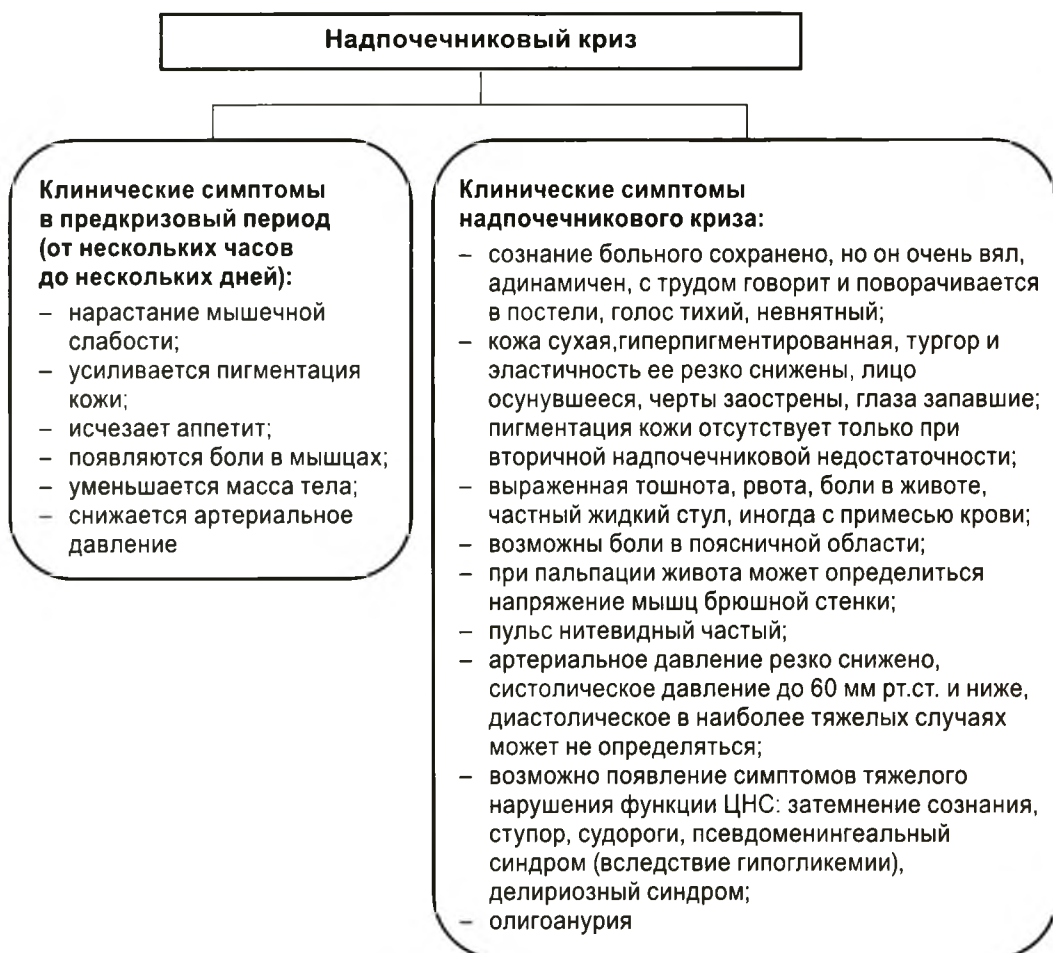 Надпочечниковый криз
Клинические симптомы
в предкризовый период
(от нескольких часов
до нескольких дней):
– нарастание мышечной
слабости;
– усиливается пигментация
кожи;
– исчезает аппетит;
– появляются боли в мышцах;
– уменьшается масса тела;
– снижается артериальное
давление
Клинические симптомы
надпочечникового криза:
– сознание больного сохранено, но он очень вял,
адинамичен, с трудом говорит и поворачивается
в постели, голос тихий, невнятный;
– кожа сухая,гиперпигментированная, тургор и
эластичность ее резко снижены, лицо
осунувшееся, черты заострены, глаза запавшие;
пигментация кожи отсутствует только при
вторичной надпочечниковой недостаточности;
– выраженная тошнота, рвота, боли в животе,
частный жидкий стул, иногда с примесью крови;
– возможны боли в поясничной области;
– при пальпации живота может определиться
напряжение мышц брюшной стенки;
– пульс нитевидный частый;
– артериальное давление резко снижено,
систолическое давление до 60 мм рт.ст. и ниже,
диастолическое в наиболее тяжелых случаях
может не определяться;
– возможно появление симптомов тяжелого
нарушения функции ЦНС: затемнение сознания,
ступор, судороги, псевдоменингеальный
синдром (вследствие гипогликемии),
делириозный синдром;
– олигоанурия